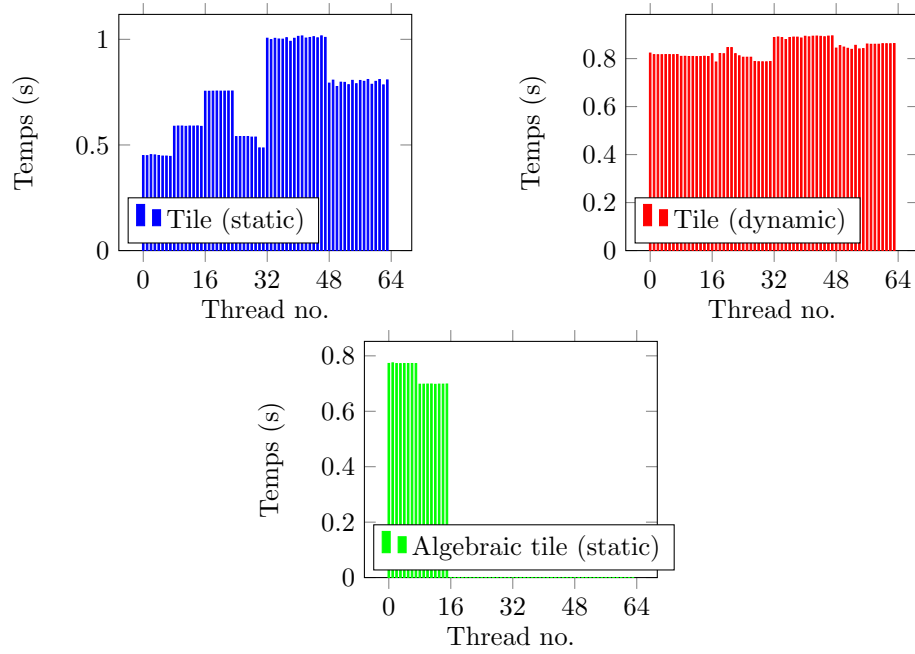 1
0.5
0
Temps (s)
Tile (static)
0 16 32 48 64
Thread no.
0.8
0.6
0.4
0.2
0
Temps (s)
Tile (dynamic)
0 16 32 48 64
Thread no.
0.8
0.6
0.4
0.2
0
Temps (s)
Algebraic tile (static)
0 16 32 48 64
Thread no.